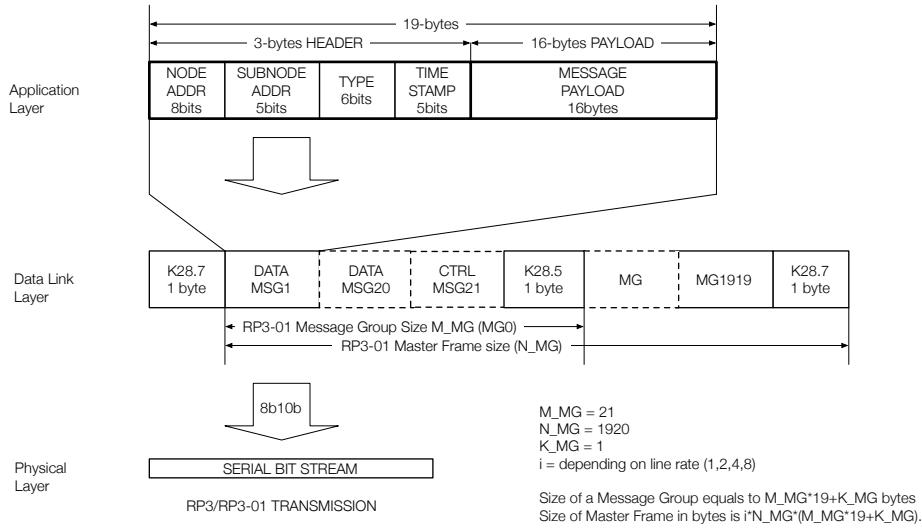 19-bytes
3-bytes HEADER
16-bytes PAYLOAD
Application
Layer
NODE
ADDR
8bits
SUBNODE
ADDR
5bits
TYPE
6bits
TIME
STAMP
5bits
MESSAGE
PAYLOAD
16bytes
Data Link
Layer
K28.7
1 byte
DATA
MSG1
DATA
MSG20
CTRL
MSG21
K28.5
1 byte
MG
MG1919
K28.7
1 byte
RP3-01 Message Group Size M_MG (MG0)
RP3-01 Master Frame size (N_MG)
8b10b
Physical
Layer
SERIAL BIT STREAM
RP3/RP3-01 TRANSMISSION
M_MG = 21
N_MG = 1920
K_MG = 1
i = depending on line rate (1,2,4,8)
Size of a Message Group equals to M_MG*19+K_MG bytes
Size of Master Frame in bytes is i*N_MG*(M_MG*19+K_MG).